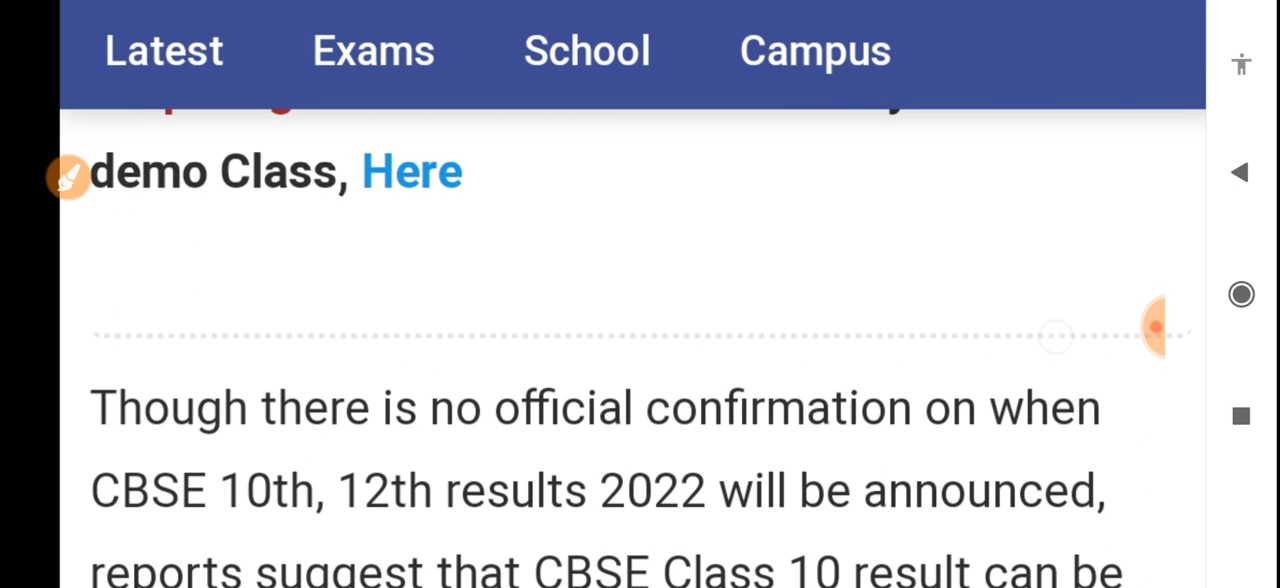 Latest Exams School Campus
demo Class, Here
Though there is no official confirmation on when
CBSE 10th, 12th results 2022 will be announced,
reports suggest that CBSE Class 10 result can be